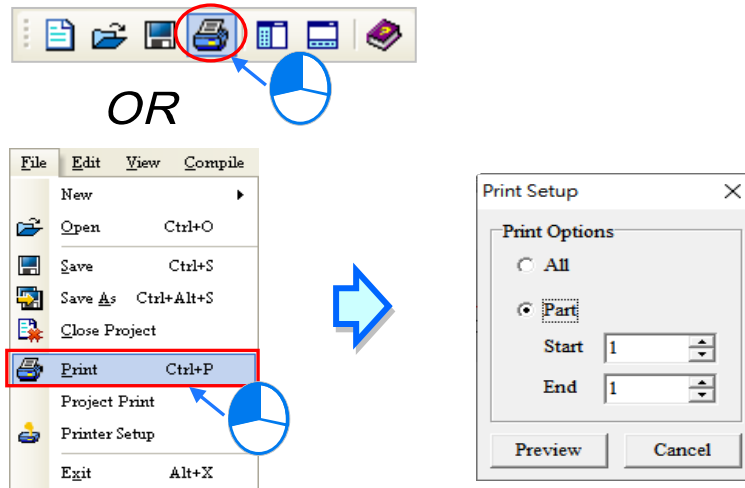 OR
File Edit View Compile
New
Open Ctrl+O
Save Ctrl+S
Save As Ctrl+Alt+S
Close Project
Print Ctrl+P
Project Print
Printer Setup
Exit Alt+X
Print Setup
Print Options
All
Part
Start 1
End 1
Preview Cancel